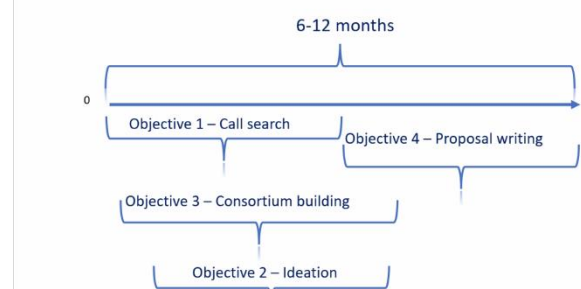 6-12 months
0
Objective 1 – Call search
Objective 4 – Proposal writing
Objective 3 – Consortium building
Objective 2 – Ideation